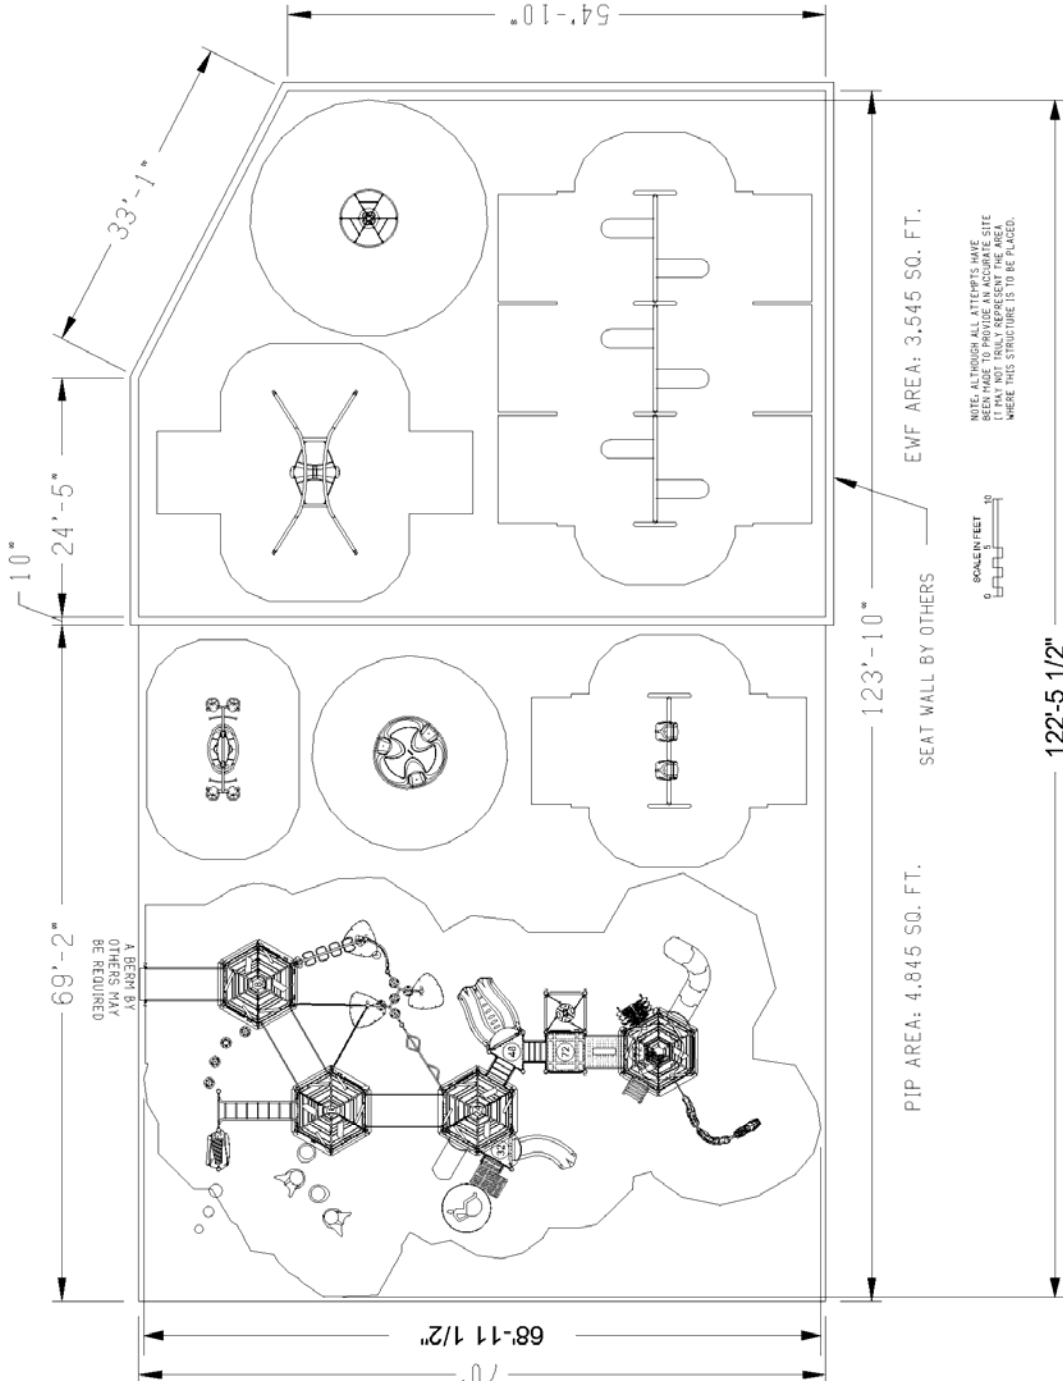 54'-10"
33'-1"
10"
24'-5"
69'-2"
A BERM BY
OTHERS MAY
BE REQUIRED
48
72
32
NOTE: ALTHOUGH ALL ATTEMPTS HAVE
BEEN MADE TO PROVIDE AN ACCURATE SITE
IT MAY NOT TRULY REPRESENT THE AREA
WHERE THIS STRUCTURE IS TO BE PLACED.
EWF AREA: 3,545 SQ. FT.
SCALE IN FEET
0 5 10
SEAT WALL BY OTHERS
123'-10"
122'-5 1/2"
PIP AREA: 4,845 SQ. FT.
68'-11 1/2"
70'